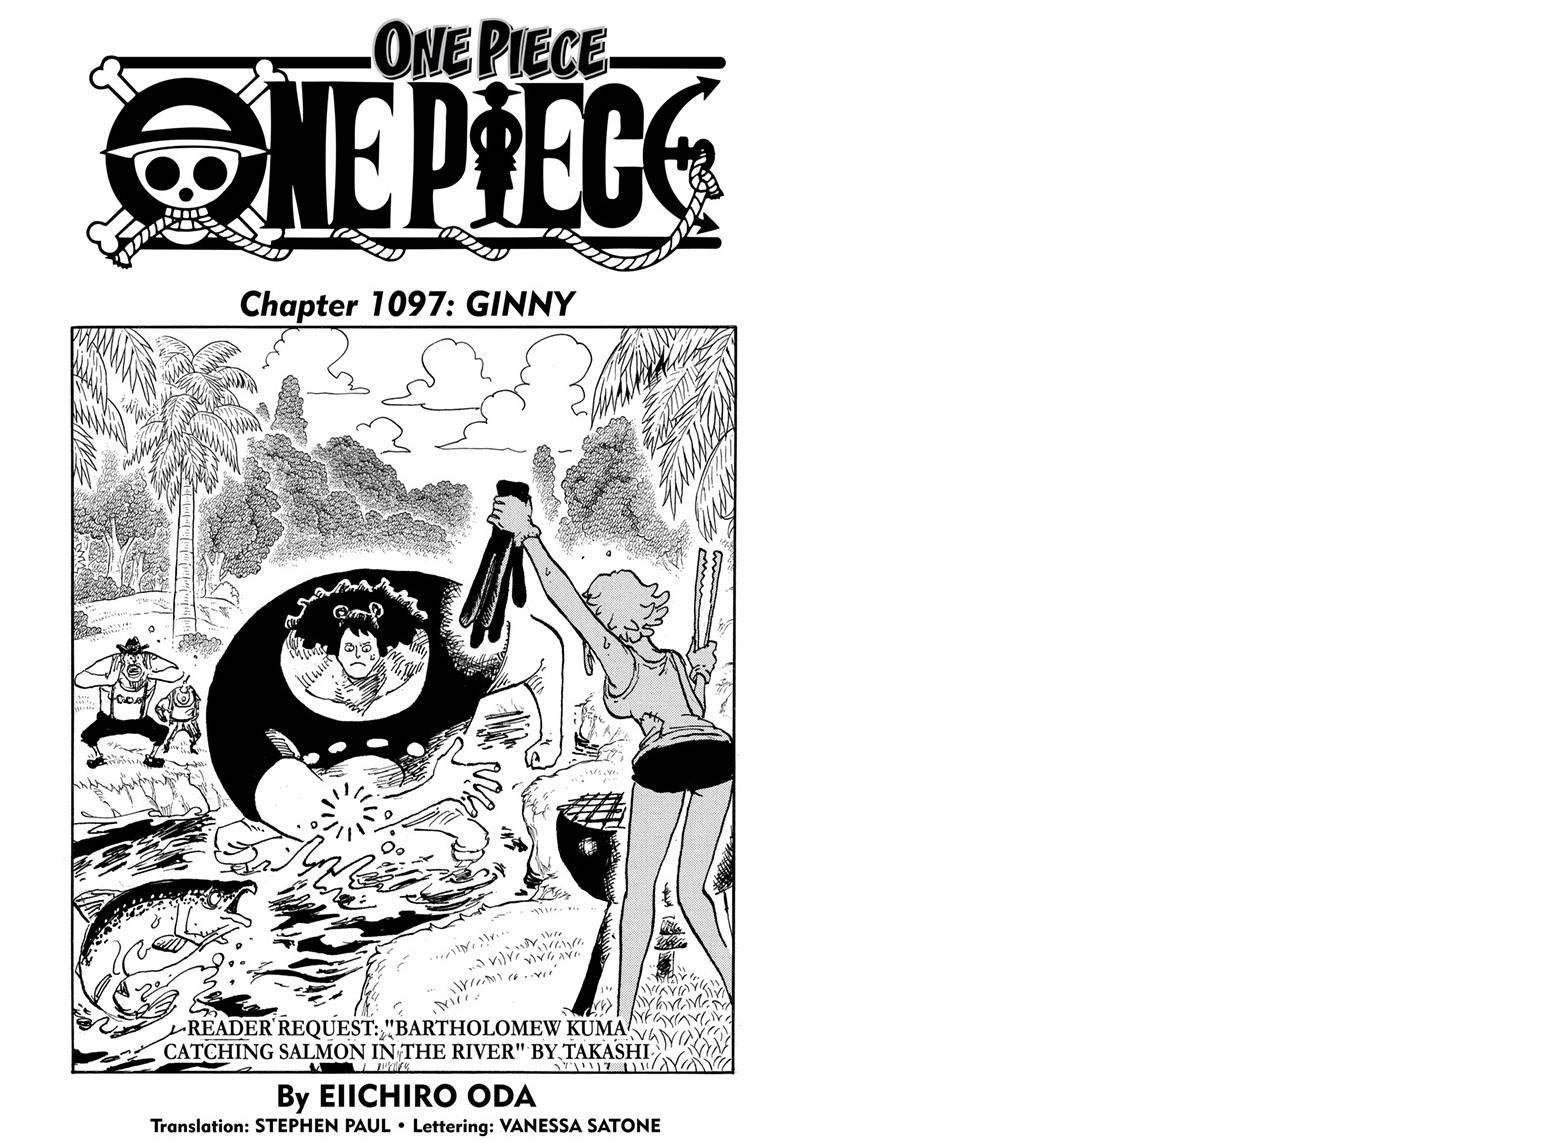 ONE PIECE
ONE PIECE
Chapter 1097: GINNY
READER REQUEST: "BARTHOLOMEW KUMA
CATCHING SALMON IN THE RIVER" BY TAKASHI
By EIICHIRO ODA
Translation: STEPHEN PAUL • Lettering: VANESSA SATONE